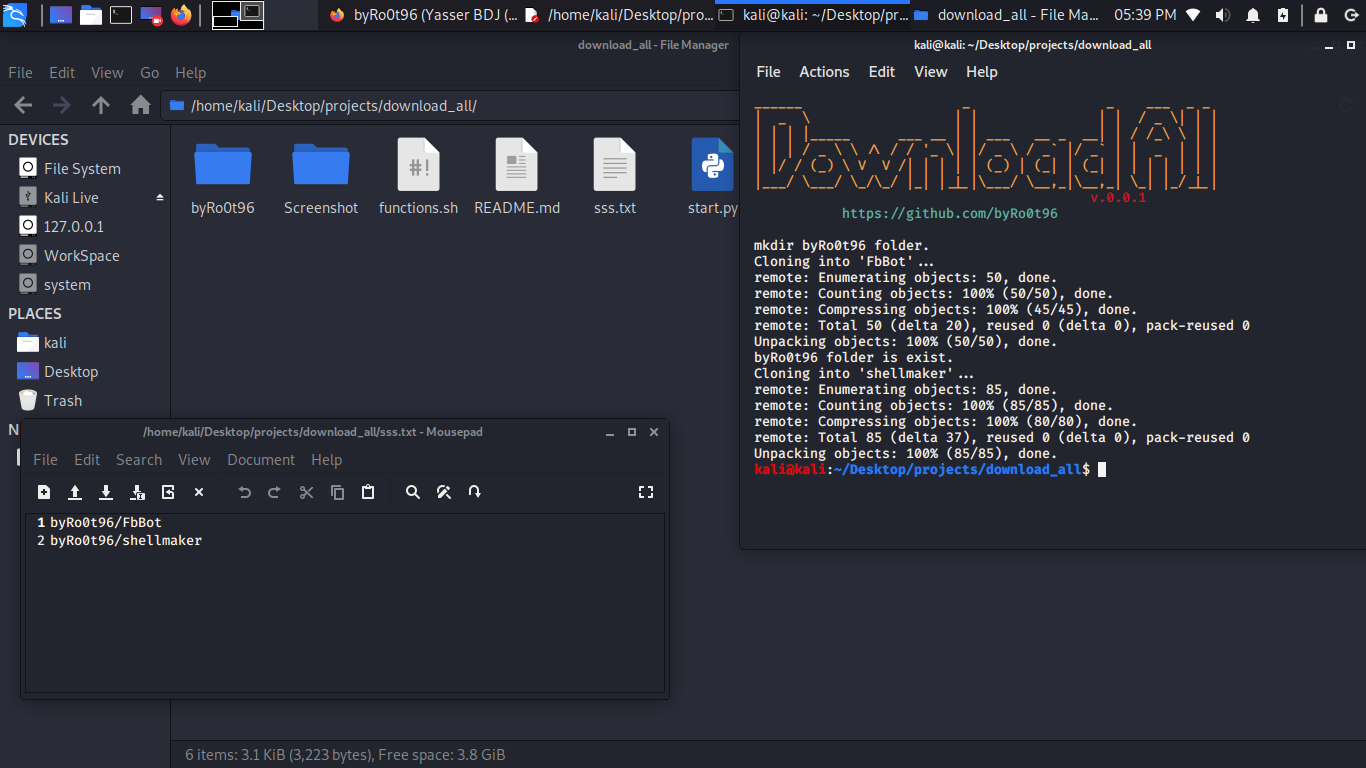 byRo0t96 (Yasser BDJ (...
/home/kali/Desktop/pro...
kali@kali: ~/Desktop/pr...
download_all - File Ma...
05:39 PM
download_all - File Manager
File Edit View Go Help
/home/kali/Desktop/projects/download_all/
DEVICES
File System
Kali Live
127.0.0.1
WorkSpace
system
PLACES
kali
Desktop
Trash
N
byRo0t96
Screenshot
functions.sh
README.md
sss.txt
start.py
6 items: 3.1 KiB (3,223 bytes), Free space: 3.8 GiB
kali@kali: ~/Desktop/projects/download_all
File Actions Edit View Help
DownloadAll
v.0.0.1
https://github.com/byRo0t96
mkdir byRo0t96 folder.
Cloning into 'FbBot'...
remote: Enumerating objects: 50, done.
remote: Counting objects: 100% (50/50), done.
remote: Compressing objects: 100% (45/45), done.
remote: Total 50 (delta 20), reused 0 (delta 0), pack-reused 0
Unpacking objects: 100% (50/50), done.
byRo0t96 folder is exist.
Cloning into 'shellmaker'...
remote: Enumerating objects: 85, done.
remote: Counting objects: 100% (85/85), done.
remote: Compressing objects: 100% (80/80), done.
remote: Total 85 (delta 37), reused 0 (delta 0), pack-reused 0
Unpacking objects: 100% (85/85), done.
kali@kali:~/Desktop/projects/download_all$
/home/kali/Desktop/projects/download_all/sss.txt - Mousepad
File Edit Search View Document Help
1 byRo0t96/FbBot
2 byRo0t96/shellmaker